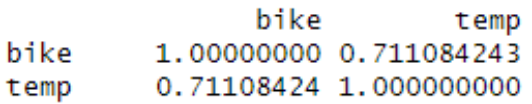 bike temp
bike 1.00000000 0.711084243
temp 0.71108424 1.000000000